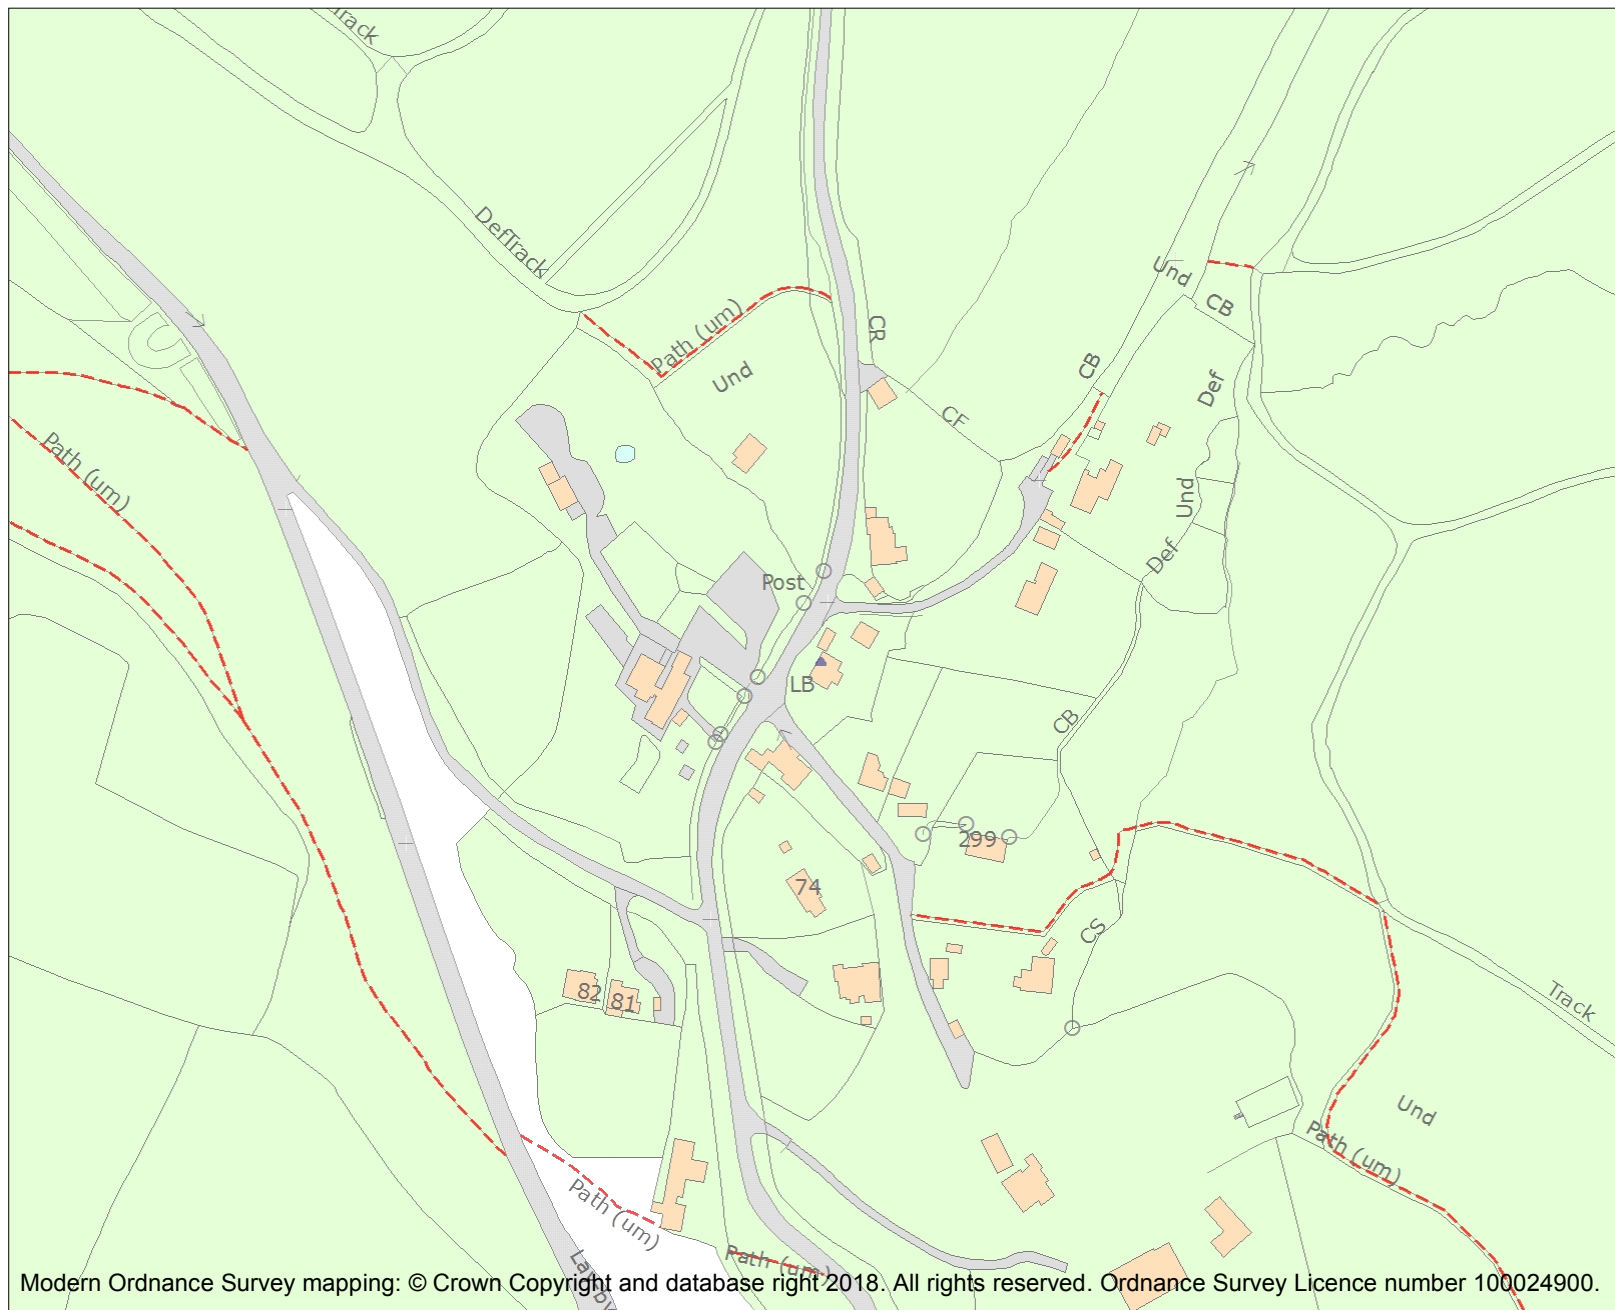 Track
DefTrack
Und
CB
Path (um)
CR
Und
CB
Def
CF
Path (um)
Und
Def
Post
LB
CB
299
74
CS
82
81
Track
Und
Path (um)
Path (um)
Path (um)
Modern Ordnance Survey mapping: © Crown Copyright and database right 2018. All rights reserved. Ordnance Survey Licence number 100024900.